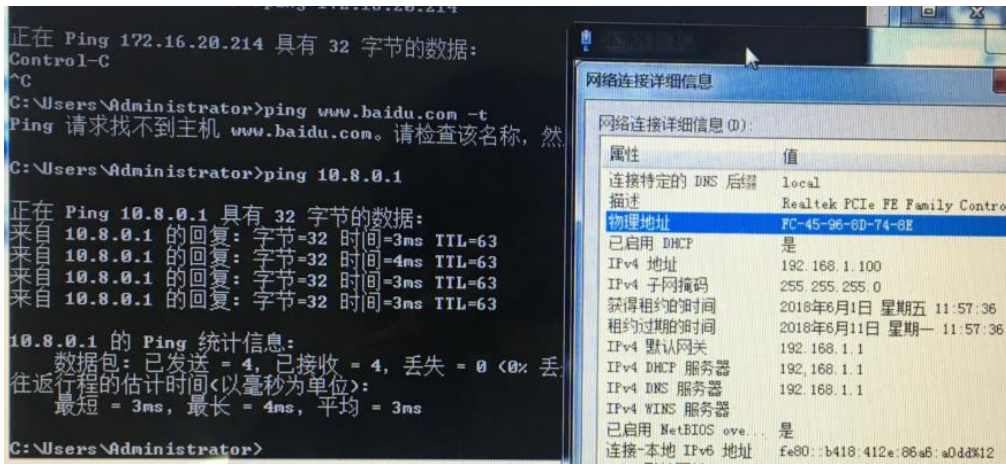 ping 172.16.20.214
正在 Ping 172.16.20.214 具有 32 字节的数据:
Control-C
^C
C:\Users\Administrator>ping www.baidu.com -t
Ping 请求找不到主机 www.baidu.com。请检查该名称，然
C:\Users\Administrator>ping 10.8.0.1
正在 Ping 10.8.0.1 具有 32 字节的数据:
来自 10.8.0.1 的回复: 字节=32 时间=3ms TTL=63
来自 10.8.0.1 的回复: 字节=32 时间=4ms TTL=63
来自 10.8.0.1 的回复: 字节=32 时间=3ms TTL=63
来自 10.8.0.1 的回复: 字节=32 时间=3ms TTL=63
10.8.0.1 的 Ping 统计信息:
数据包: 已发送 = 4，已接收 = 4，丢失 = 0 (0% 丢
往返行程的估计时间(以毫秒为单位):
最短 = 3ms，最长 = 4ms，平均 = 3ms
C:\Users\Administrator>
网络连接详细信息
网络连接详细信息(D):
属性 值
连接特定的 DNS 后缀 local
描述 Realtek PCIe FE Family Contro
物理地址 FC-45-96-8D-74-8E
已启用 DHCP 是
IPv4 地址 192.168.1.100
IPv4 子网掩码 255.255.255.0
获得租约的时间 2018年6月1日 星期五 11:57:36
租约过期的时间 2018年6月11日 星期一 11:57:36
IPv4 默认网关 192.168.1.1
IPv4 DHCP 服务器 192.168.1.1
IPv4 DNS 服务器 192.168.1.1
IPv4 WINS 服务器
已启用 NetBIOS ove... 是
连接-本地 IPv6 地址 fe80::b418:412e:86a6:a0dd%12